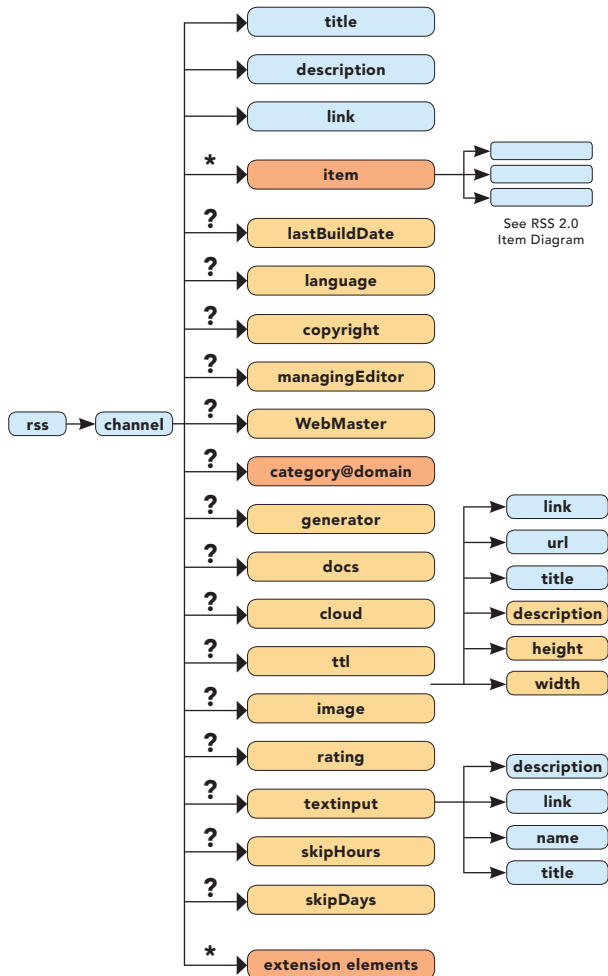 title
description
link
*
item
See RSS 2.0
Item Diagram
?
lastBuildDate
?
language
?
copyright
?
managingEditor
rss
channel
?
WebMaster
?
category@domain
?
generator
?
docs
?
cloud
?
ttl
?
image
link
url
title
description
height
width
?
rating
?
textinput
description
link
name
title
?
skipHours
?
skipDays
*
extension elements